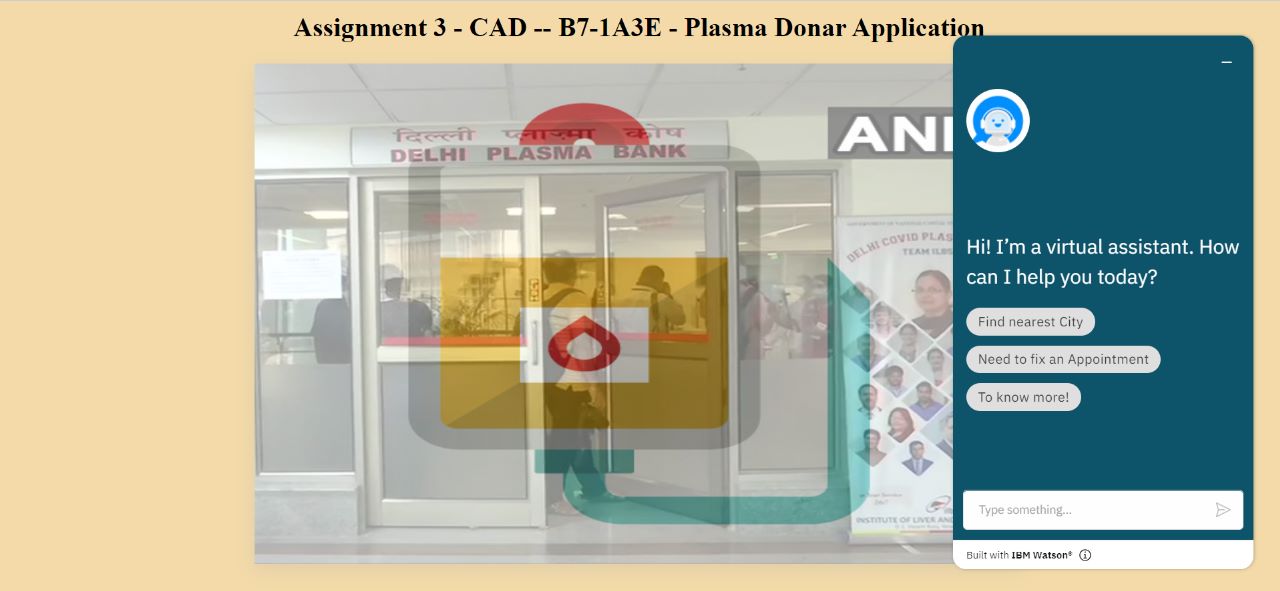 Assignment 3 - CAD -- B7-1A3E - Plasma Donar Application
दिल्ली प्लाज़्मा कोष
DELHI PLASMA BANK
ANI
DELHI COVID PLAS
TEAM ILBS
INSTITUTE OF LIVER AND
Hi! I’m a virtual assistant. How
can I help you today?
Find nearest City
Need to fix an Appointment
To know more!
Type something...
Built with IBM Watson®